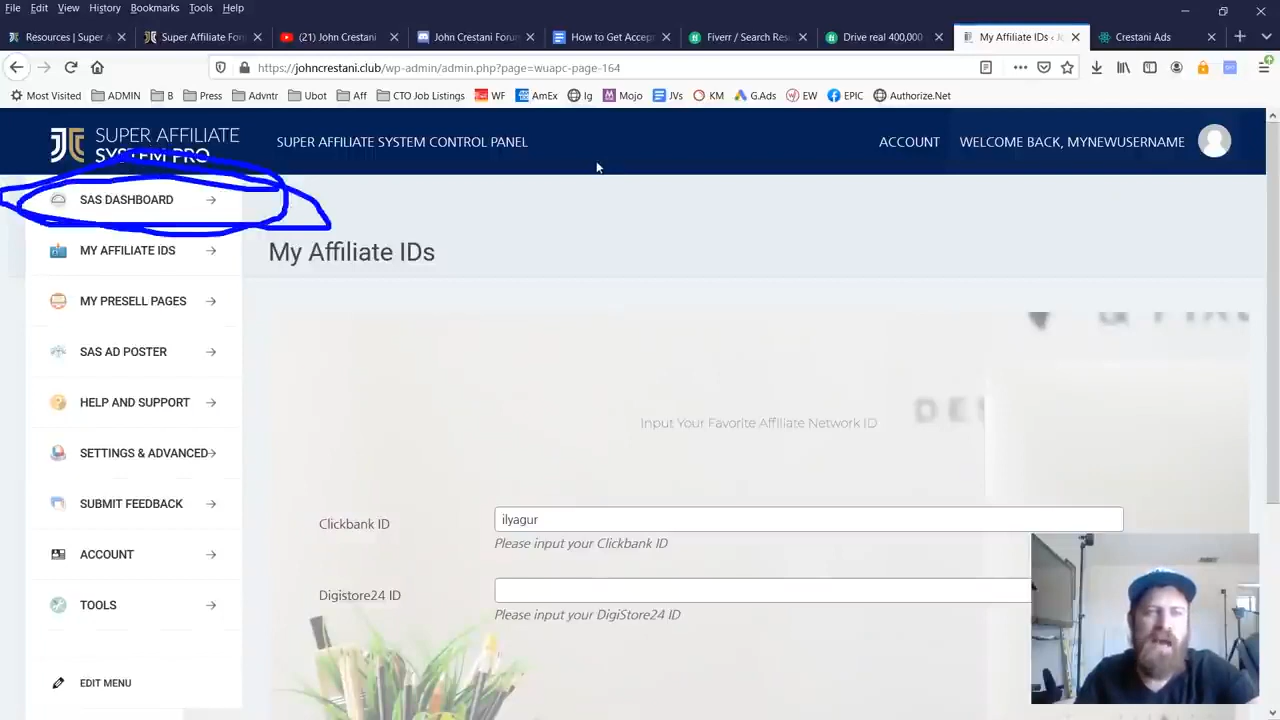 File Edit View History Bookmarks Tools Help
Resources | Super A
Super Affiliate For
(21) John Crestani
John Crestani Forum
How to Get Accep
Fiverr / Search Res
Drive real 400,000
My Affiliate IDs ‹ J
Crestani Ads
https://johncrestani.club/wp-admin/admin.php?page=wuapc-page-164
Most Visited ADMIN B Press Advntr Ubot Aff CTO Job Listings WF AmEx Ig Mojo JVs KM G.Ads EW EPIC Authorize.Net
SUPER AFFILIATE
SYSTEM PRO
SUPER AFFILIATE SYSTEM CONTROL PANEL
ACCOUNT
WELCOME BACK, MYNEWUSERNAME
SAS DASHBOARD
MY AFFILIATE IDS
MY PRESELL PAGES
SAS AD POSTER
HELP AND SUPPORT
SETTINGS & ADVANCED
SUBMIT FEEDBACK
ACCOUNT
TOOLS
EDIT MENU
My Affiliate IDs
Input Your Favorite Affiliate Network ID
Clickbank ID
ilyagur
Please input your Clickbank ID
Digistore24 ID
Please input your DigiStore24 ID